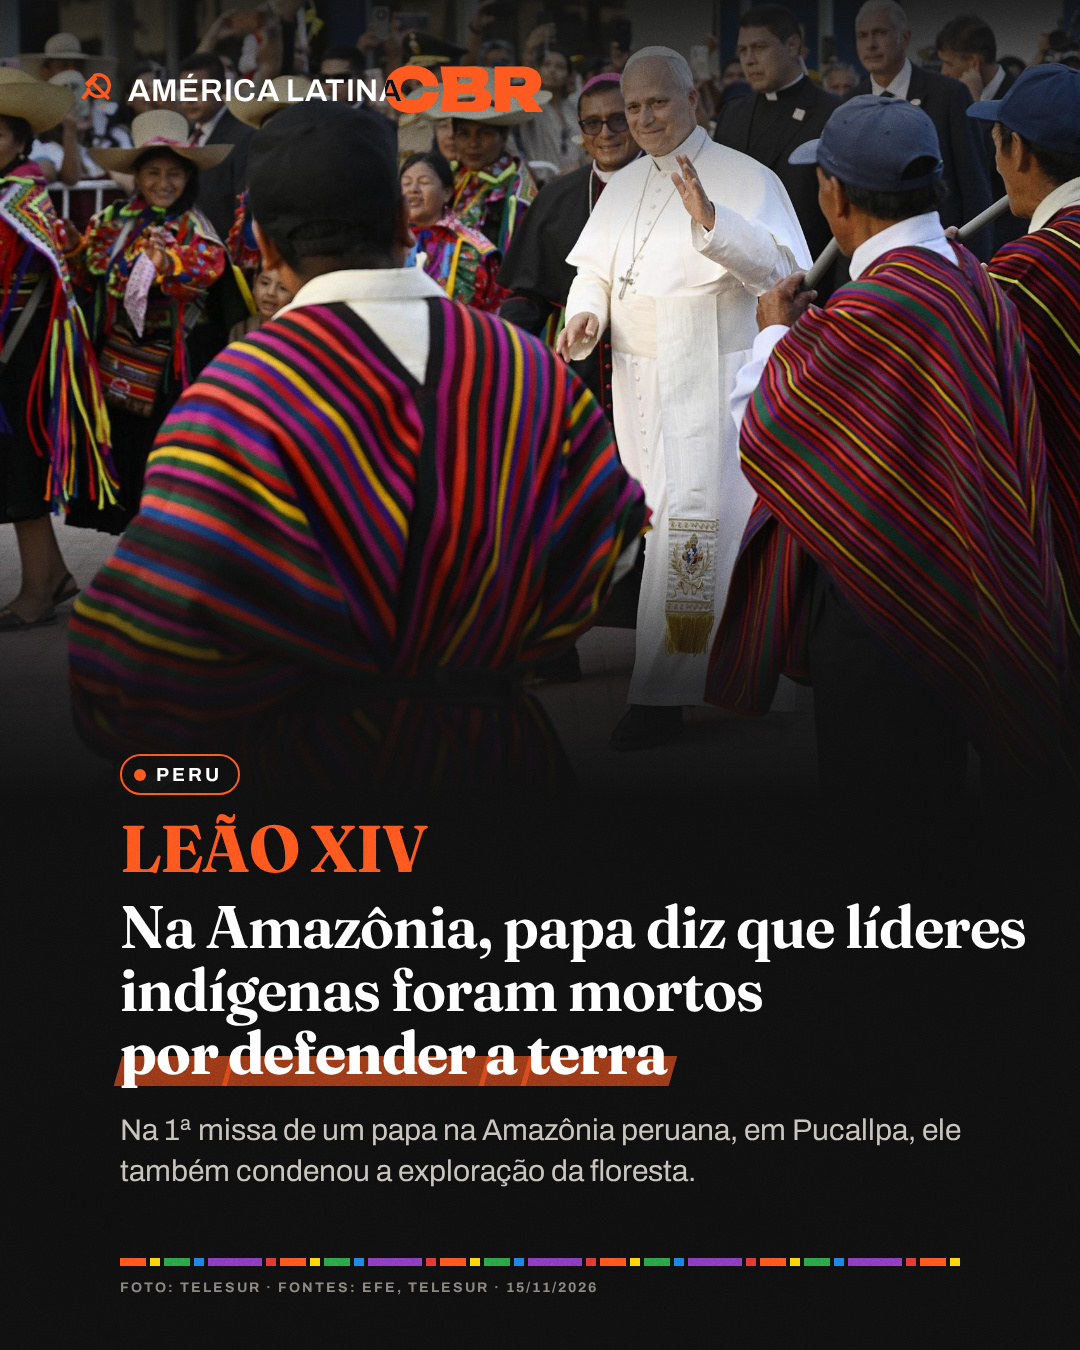 AMÉRICA LATINA CBR
PERU
LEÃO XIV
Na Amazônia, papa diz que líderes
indígenas foram mortos
por defender a terra
Na 1ª missa de um papa na Amazônia peruana, em Pucallpa, ele
também condenou a exploração da floresta.
FOTO: TELESUR · FONTES: EFE, TELESUR · 15/11/2026